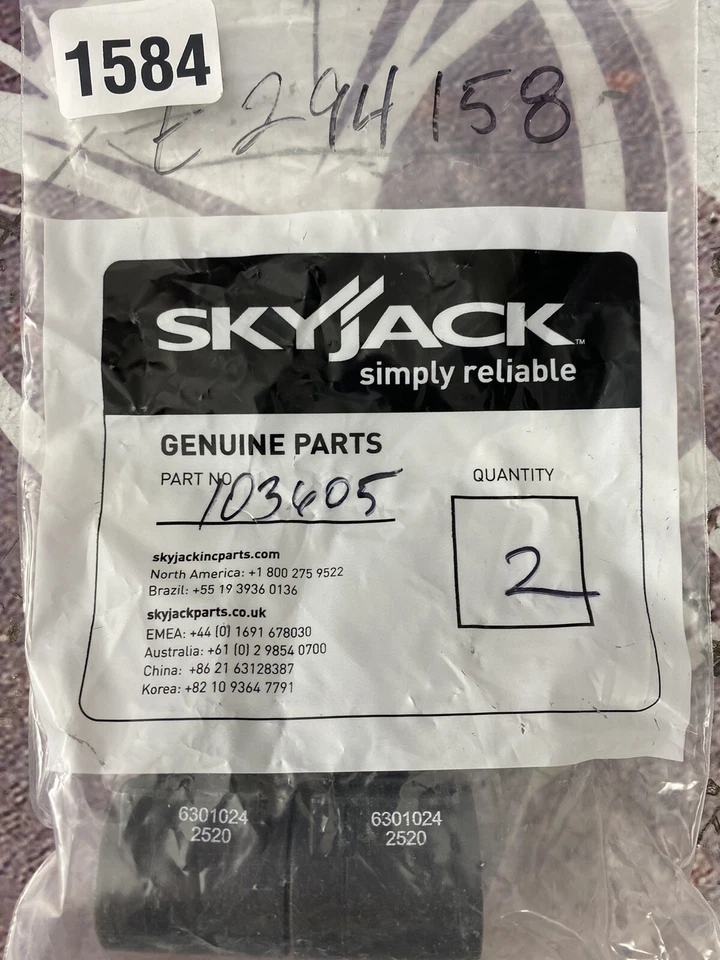 1584
E294158
SKYJACK™
simply reliable
GENUINE PARTS
PART NO 103605
QUANTITY
2
skyjackincparts.com
North America: +1 800 275 9522
Brazil: +55 19 3936 0136
skyjackparts.co.uk
EMEA: +44 (0) 1691 678030
Australia: +61 (0) 2 9854 0700
China: +86 21 63128387
Korea: +82 10 9364 7791
6301024
2520
6301024
2520